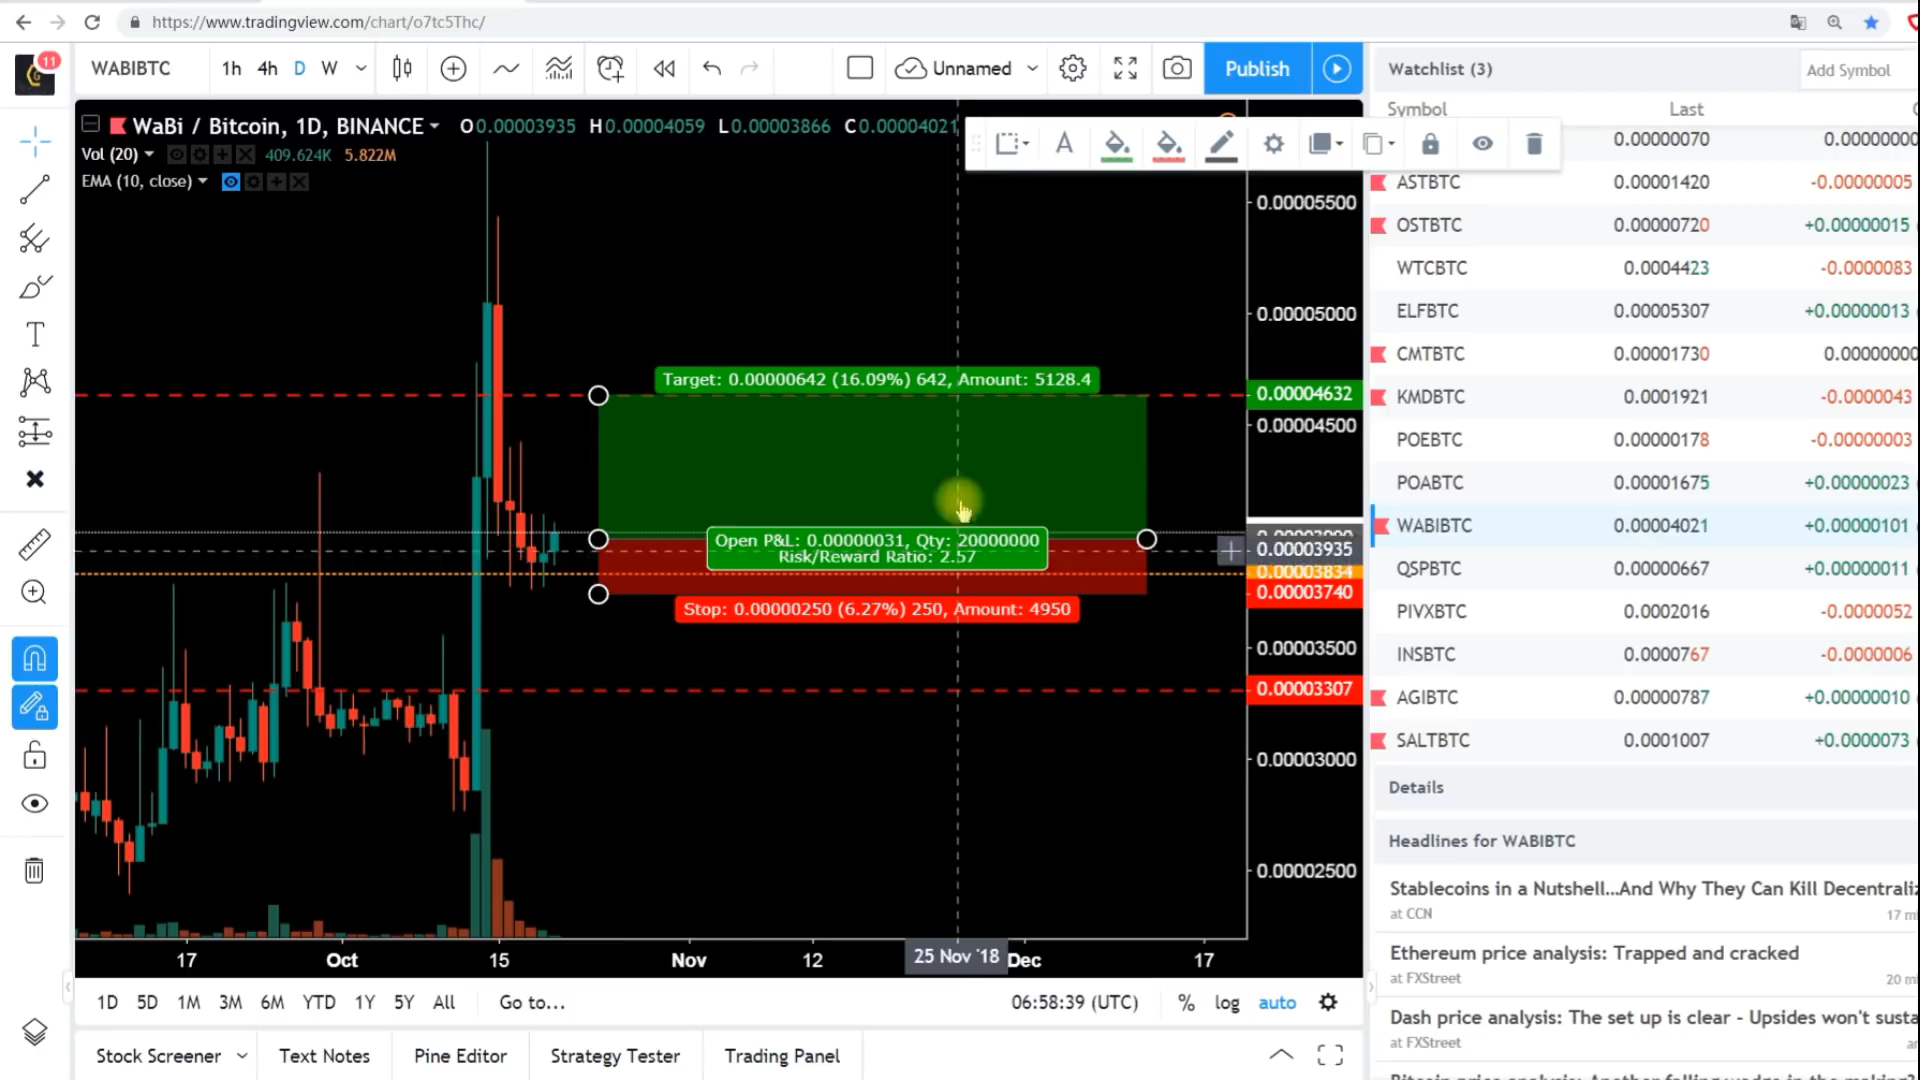 https://www.tradingview.com/chart/o7tc5Thc/
11
WABIBTC
1h 4h D W
Unnamed
Publish
Watchlist (3)
Add Symbol
Symbol Last
WaBi / Bitcoin, 1D, BINANCE O0.00003935 H0.00004059 L0.00003866 C0.00004021
Vol (20) 409.624K 5.822M
EMA (10, close)
0.00005500
0.00005000
0.00004632
0.00004500
0.00003935
0.00003834
0.00003740
0.00003500
0.00003307
0.00003000
0.00002500
Target: 0.00000642 (16.09%) 642, Amount: 5128.4
Open P&L: 0.00000031, Qty: 20000000
Risk/Reward Ratio: 2.57
Stop: 0.00000250 (6.27%) 250, Amount: 4950
17 Oct 15 Nov 12 25 Nov '18 Dec 17
0.00000070 0.00000000
ASTBTC 0.00001420 -0.00000005
OSTBTC 0.00000720 +0.00000015
WTCBTC 0.0004423 -0.0000083
ELFBTC 0.00005307 +0.00000013
CMTBTC 0.00001730 0.00000000
KMDBTC 0.0001921 -0.0000043
POEBTC 0.00000178 -0.00000003
POABTC 0.00001675 +0.00000023
WABIBTC 0.00004021 +0.00000101
QSPBTC 0.00000667 +0.00000011
PIVXBTC 0.0002016 -0.0000052
INSBTC 0.0000767 -0.0000006
AGIBTC 0.00000787 +0.00000010
SALTBTC 0.0001007 +0.0000073
Details
Headlines for WABIBTC
Stablecoins in a Nutshell...And Why They Can Kill Decentraliz
at CCN 17 mi
Ethereum price analysis: Trapped and cracked
at FXStreet 20 mi
Dash price analysis: The set up is clear - Upsides won't susta
at FXStreet
1D 5D 1M 3M 6M YTD 1Y 5Y All Go to...
06:58:39 (UTC) % log auto
Stock Screener Text Notes Pine Editor Strategy Tester Trading Panel